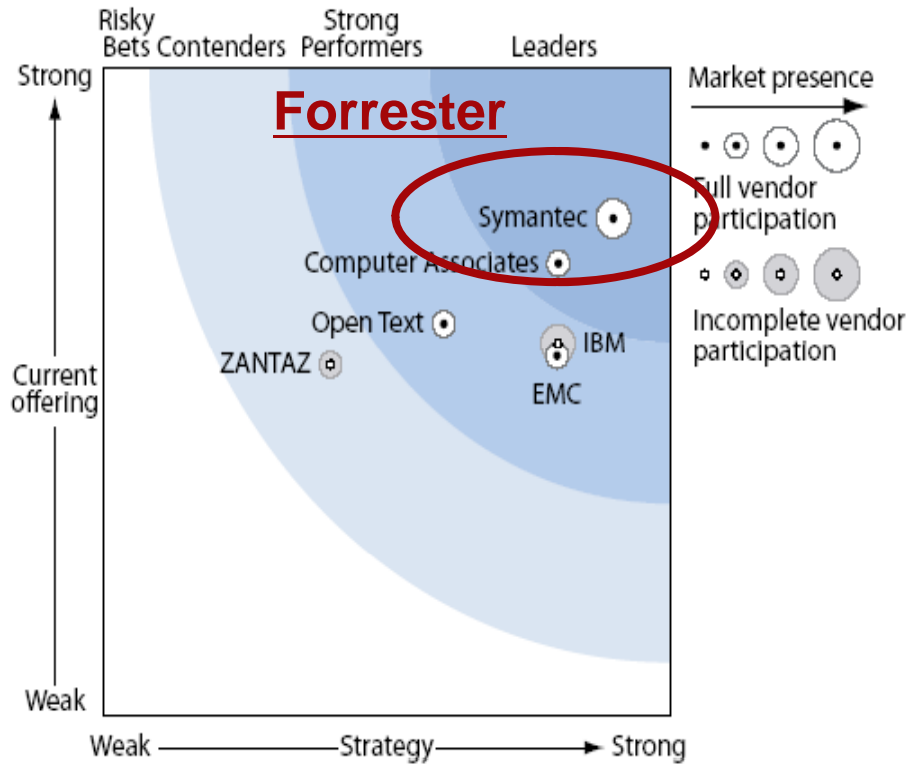 Risky
Bets Contenders
Strong
Performers
Leaders
Strong
Forrester
Market presence
Full vendor
participation
Symantec
Computer Associates
Incomplete vendor
participation
Open Text
IBM
ZANTAZ
EMC
Current
offering
Weak
Weak
Strategy
Strong